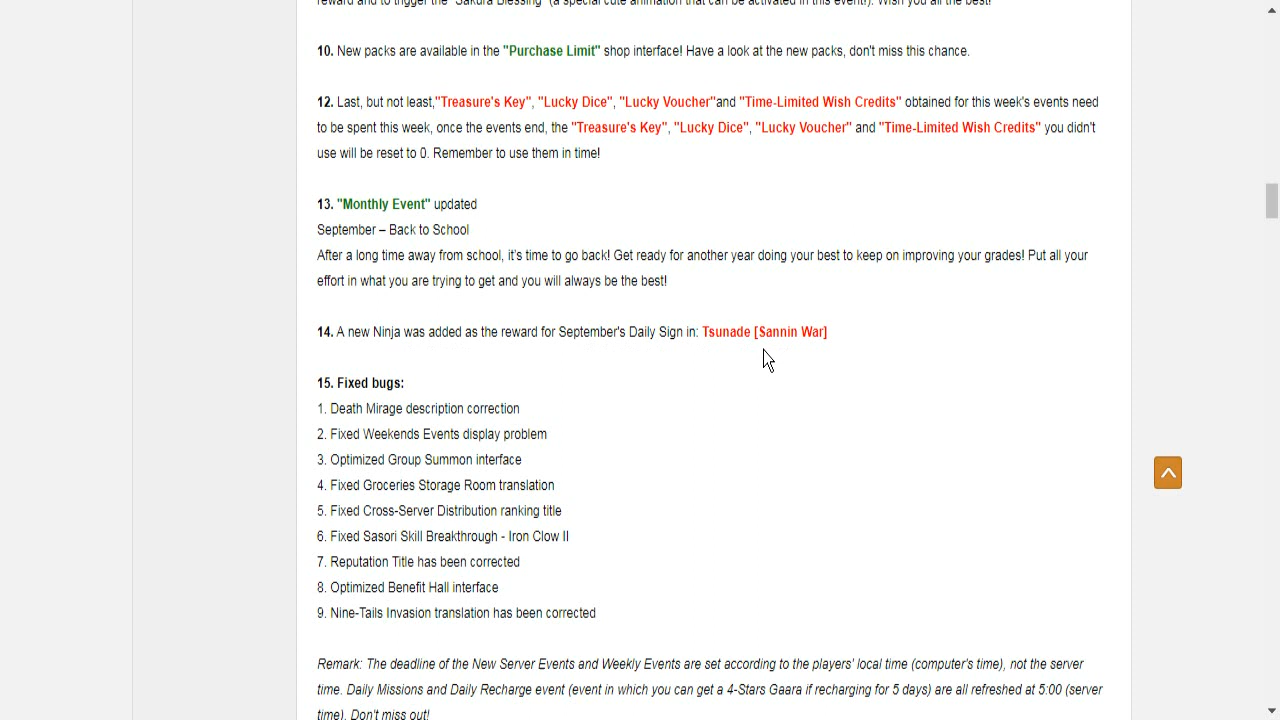 reward and to trigger the "Sakura Blessing" (a special cute animation that can be activated in this event!). Wish you all the best!
10. New packs are available in the "Purchase Limit" shop interface! Have a look at the new packs, don't miss this chance.
12. Last, but not least,"Treasure's Key", "Lucky Dice", "Lucky Voucher"and "Time-Limited Wish Credits" obtained for this week's events need
to be spent this week, once the events end, the "Treasure's Key", "Lucky Dice", "Lucky Voucher" and "Time-Limited Wish Credits" you didn't
use will be reset to 0. Remember to use them in time!
13. "Monthly Event" updated
September – Back to School
After a long time away from school, it's time to go back! Get ready for another year doing your best to keep on improving your grades! Put all your
effort in what you are trying to get and you will always be the best!
14. A new Ninja was added as the reward for September's Daily Sign in: Tsunade [Sannin War]
15. Fixed bugs:
1. Death Mirage description correction
2. Fixed Weekends Events display problem
3. Optimized Group Summon interface
4. Fixed Groceries Storage Room translation
5. Fixed Cross-Server Distribution ranking title
6. Fixed Sasori Skill Breakthrough - Iron Clow II
7. Reputation Title has been corrected
8. Optimized Benefit Hall interface
9. Nine-Tails Invasion translation has been corrected
Remark: The deadline of the New Server Events and Weekly Events are set according to the players' local time (computer's time), not the server
time. Daily Missions and Daily Recharge event (event in which you can get a 4-Stars Gaara if recharging for 5 days) are all refreshed at 5:00 (server
time). Don't miss out!